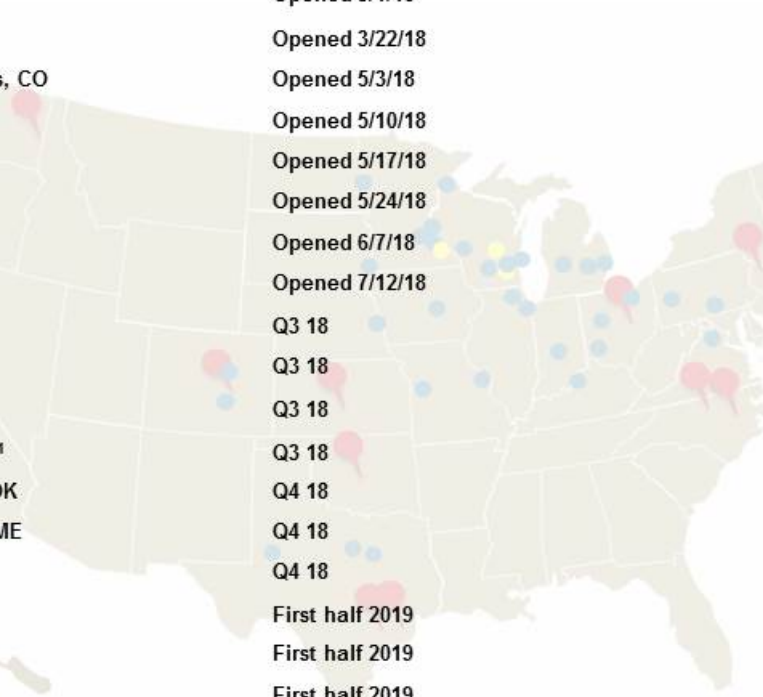 Opened 3/22/18
s, CO
Opened 5/3/18
Opened 5/10/18
Opened 5/17/18
Opened 5/24/18
Opened 6/7/18
Opened 7/12/18
Q3 18
Q3 18
Q3 18
Q3 18
OK
Q4 18
ME
Q4 18
Q4 18
First half 2019
First half 2019
First half 2019